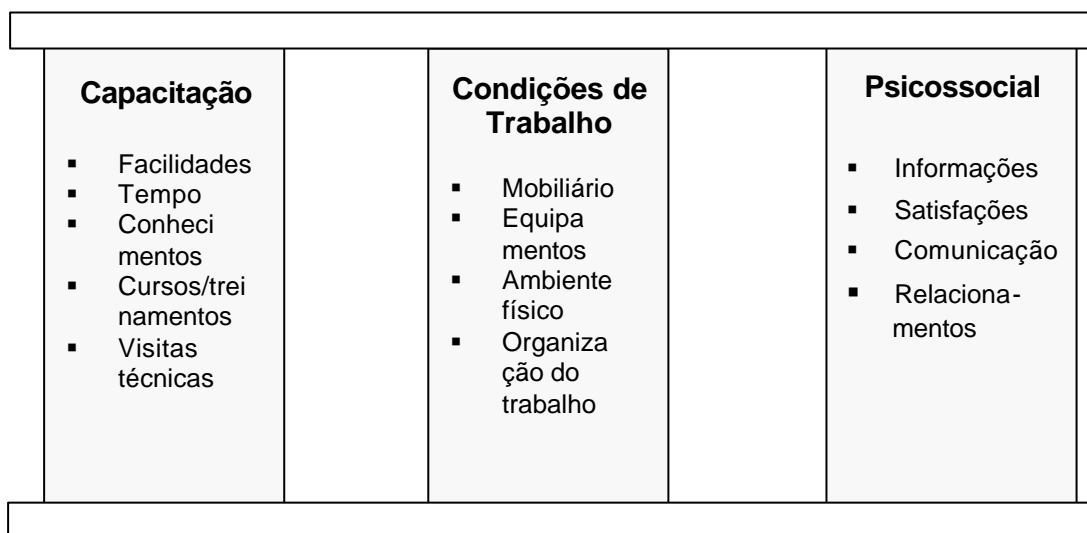 Capacitação
▪ Facilidades
▪ Tempo
▪ Conheci
mentos
▪ Cursos/trei
namentos
▪ Visitas
técnicas
Condições de
Trabalho
▪ Mobiliário
▪ Equipa
mentos
▪ Ambiente
físico
▪ Organiza
ção do
trabalho
Psicossocial
▪ Informações
▪ Satisfações
▪ Comunicação
▪ Relaciona-
mentos